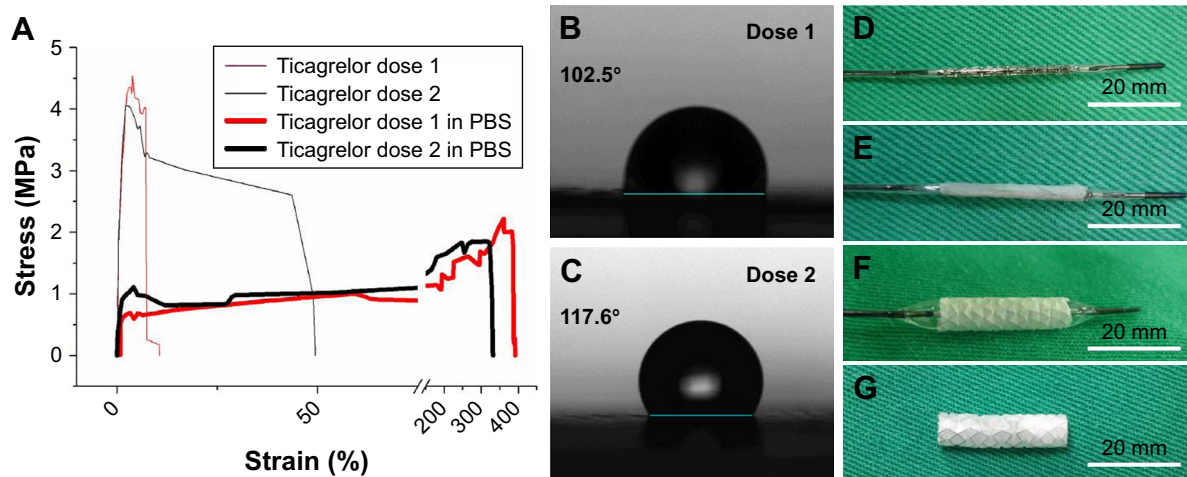 A
Stress (MPa)
5
4
3
2
1
0
Ticagrelor dose 1
Ticagrelor dose 2
Ticagrelor dose 1 in PBS
Ticagrelor dose 2 in PBS
0
50
200
300
400
Strain (%)
B
Dose 1
102.5°
C
Dose 2
117.6°
D
20 mm
E
20 mm
F
20 mm
G
20 mm